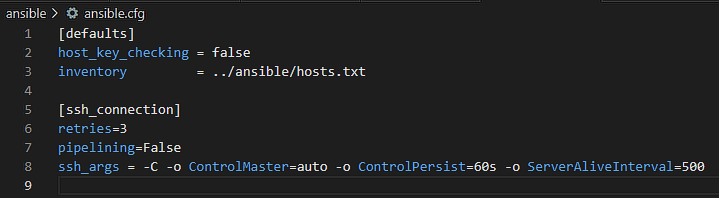 ansible > ansible.cfg
1 [defaults]
2 host_key_checking = false
3 inventory         = ../ansible/hosts.txt
4
5 [ssh_connection]
6 retries=3
7 pipelining=False
8 ssh_args = -C -o ControlMaster=auto -o ControlPersist=60s -o ServerAliveInterval=500
9